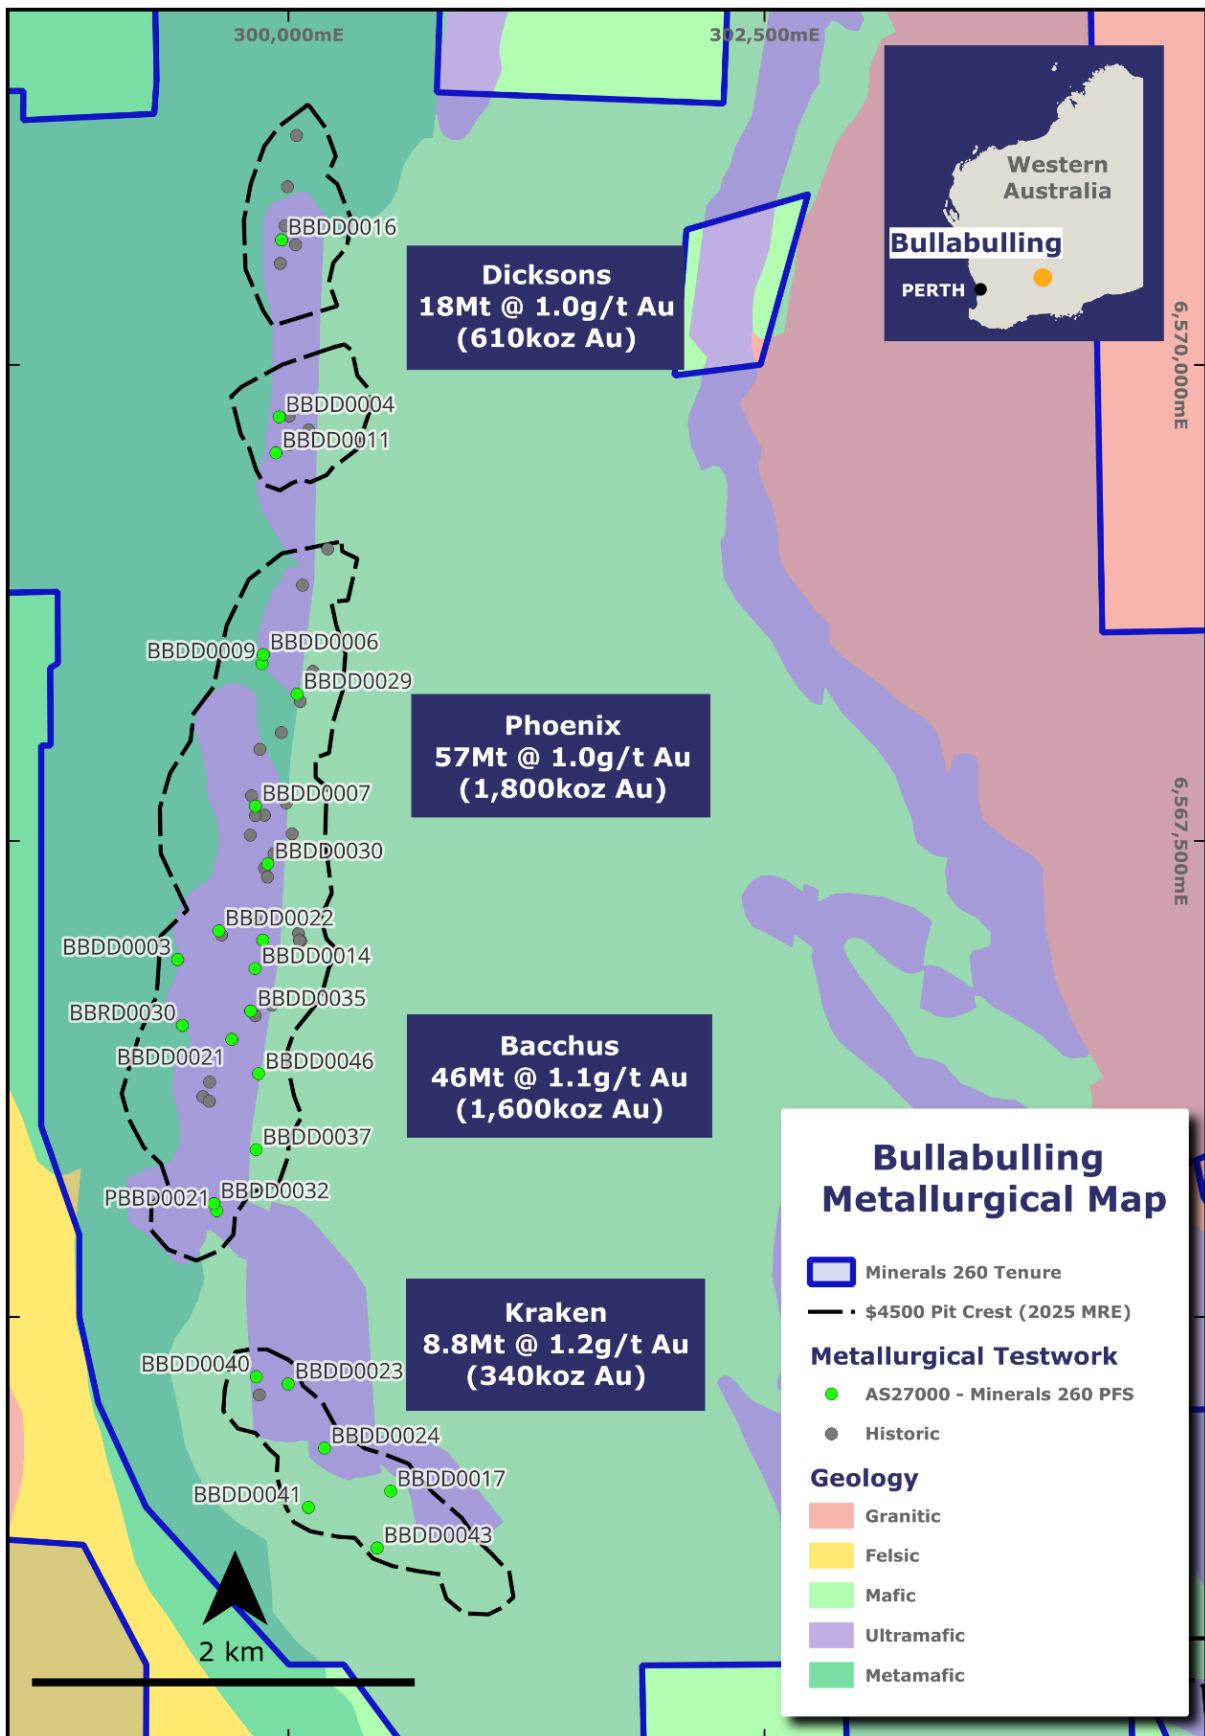 300,000mE
302,500mE
Western
Australia
Bullabulling
PERTH
6,570,000mE
6,567,500mE
BBDD0016
Dicksons
18Mt @ 1.0g/t Au
(610koz Au)
BBDD0004
BBDD0011
BBDD0006
BBDD0009
BBDD0029
Phoenix
57Mt @ 1.0g/t Au
(1,800koz Au)
BBDD0007
BBDD0030
BBDD0022
BBDD0003
BBDD0014
BBDD0035
BBRD0030
BBDD0021
BBDD0046
Bacchus
46Mt @ 1.1g/t Au
(1,600koz Au)
BBDD0037
BBDD0032
PBBD0021
Kraken
8.8Mt @ 1.2g/t Au
(340koz Au)
BBDD0040
BBDD0023
BBDD0024
BBDD0017
BBDD0041
BBDD0043
2 km
Bullabulling
Metallurgical Map
Minerals 260 Tenure
$4500 Pit Crest (2025 MRE)
Metallurgical Testwork
AS27000 - Minerals 260 PFS
Historic
Geology
Granitic
Felsic
Mafic
Ultramafic
Metamafic